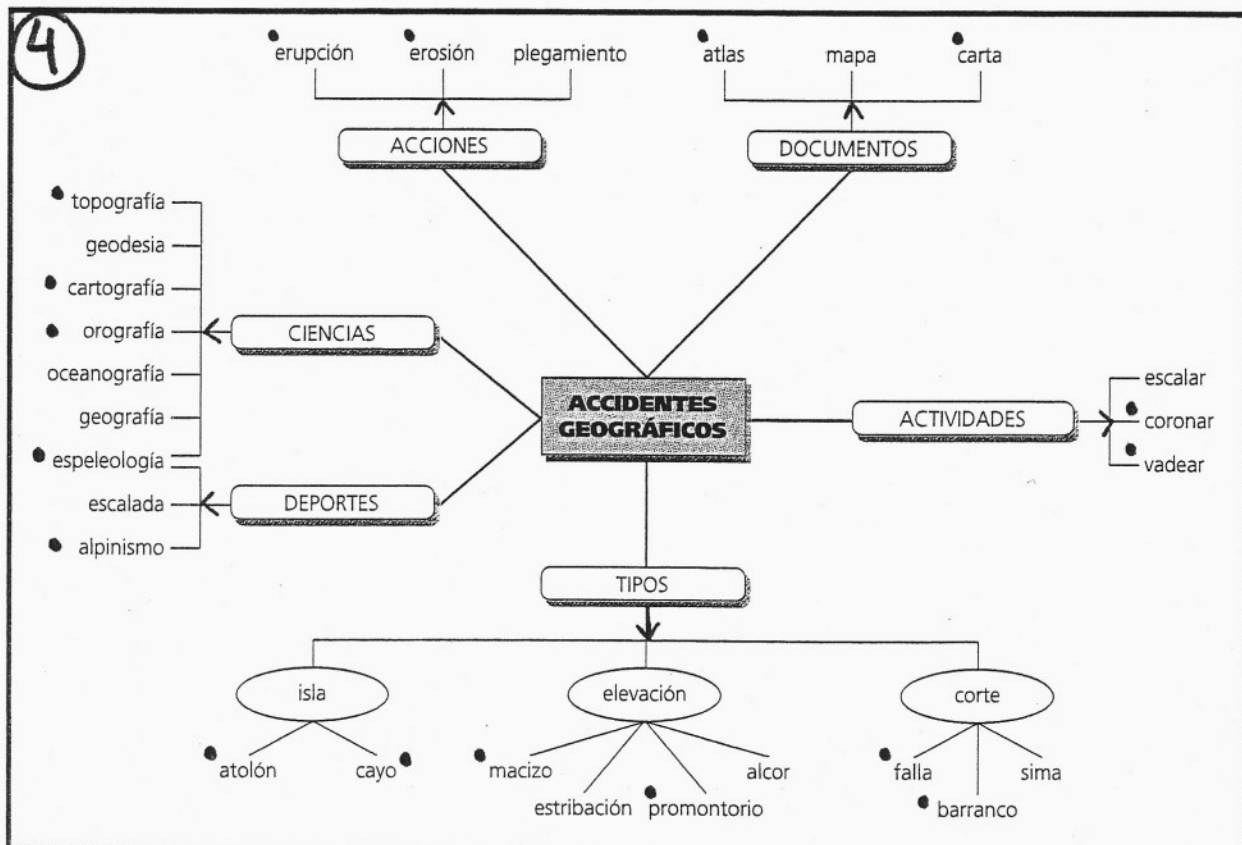 4
erupción erosión plegamiento atlas mapa carta
ACCIONES DOCUMENTOS
topografía
geodesia
cartografía
orografía
oceanografía
geografía
espeleología
escalada
alpinismo
CIENCIAS
DEPORTES
ACCIDENTES
GEOGRÁFICOS
ACTIVIDADES
escalar
coronar
vadear
TIPOS
isla elevación corte
atolón cayo macizo alcor falla sima
estribación promontorio barranco